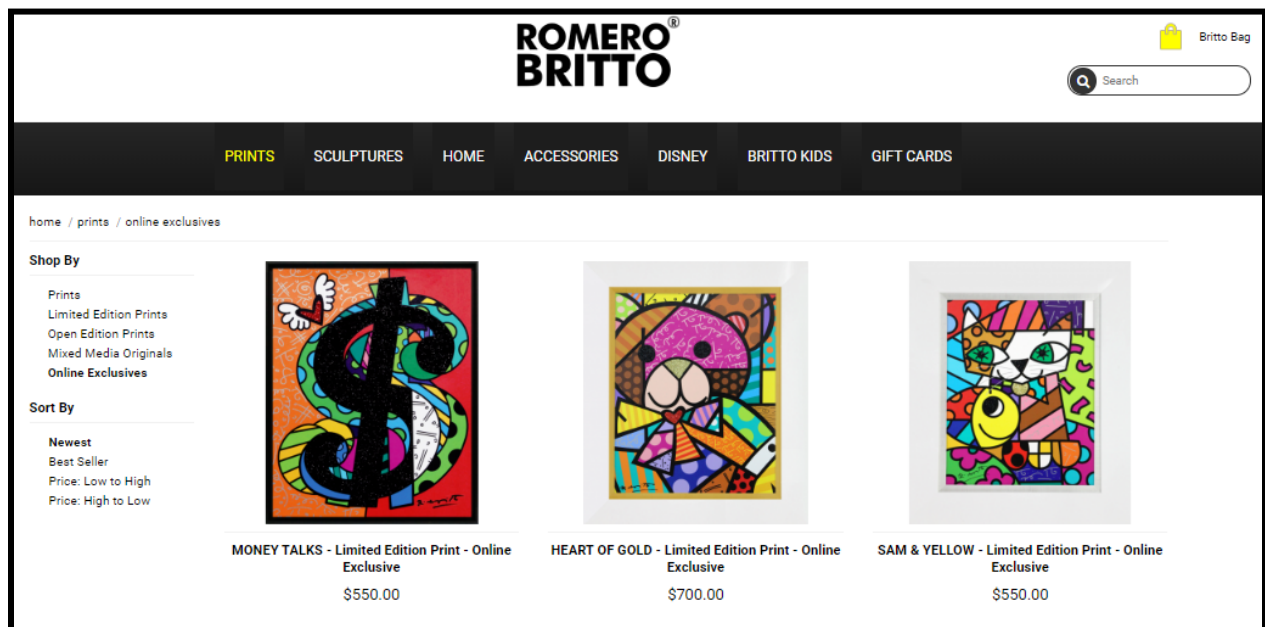 ROMERO®
BRITTO
Britto Bag
Search
PRINTS SCULPTURES HOME ACCESSORIES DISNEY BRITTO KIDS GIFT CARDS
home / prints / online exclusives
Shop By
Prints
Limited Edition Prints
Open Edition Prints
Mixed Media Originals
Online Exclusives
Sort By
Newest
Best Seller
Price: Low to High
Price: High to Low
$
MONEY TALKS - Limited Edition Print - Online
Exclusive
$550.00
HEART OF GOLD - Limited Edition Print - Online
Exclusive
$700.00
SAM & YELLOW - Limited Edition Print - Online
Exclusive
$550.00